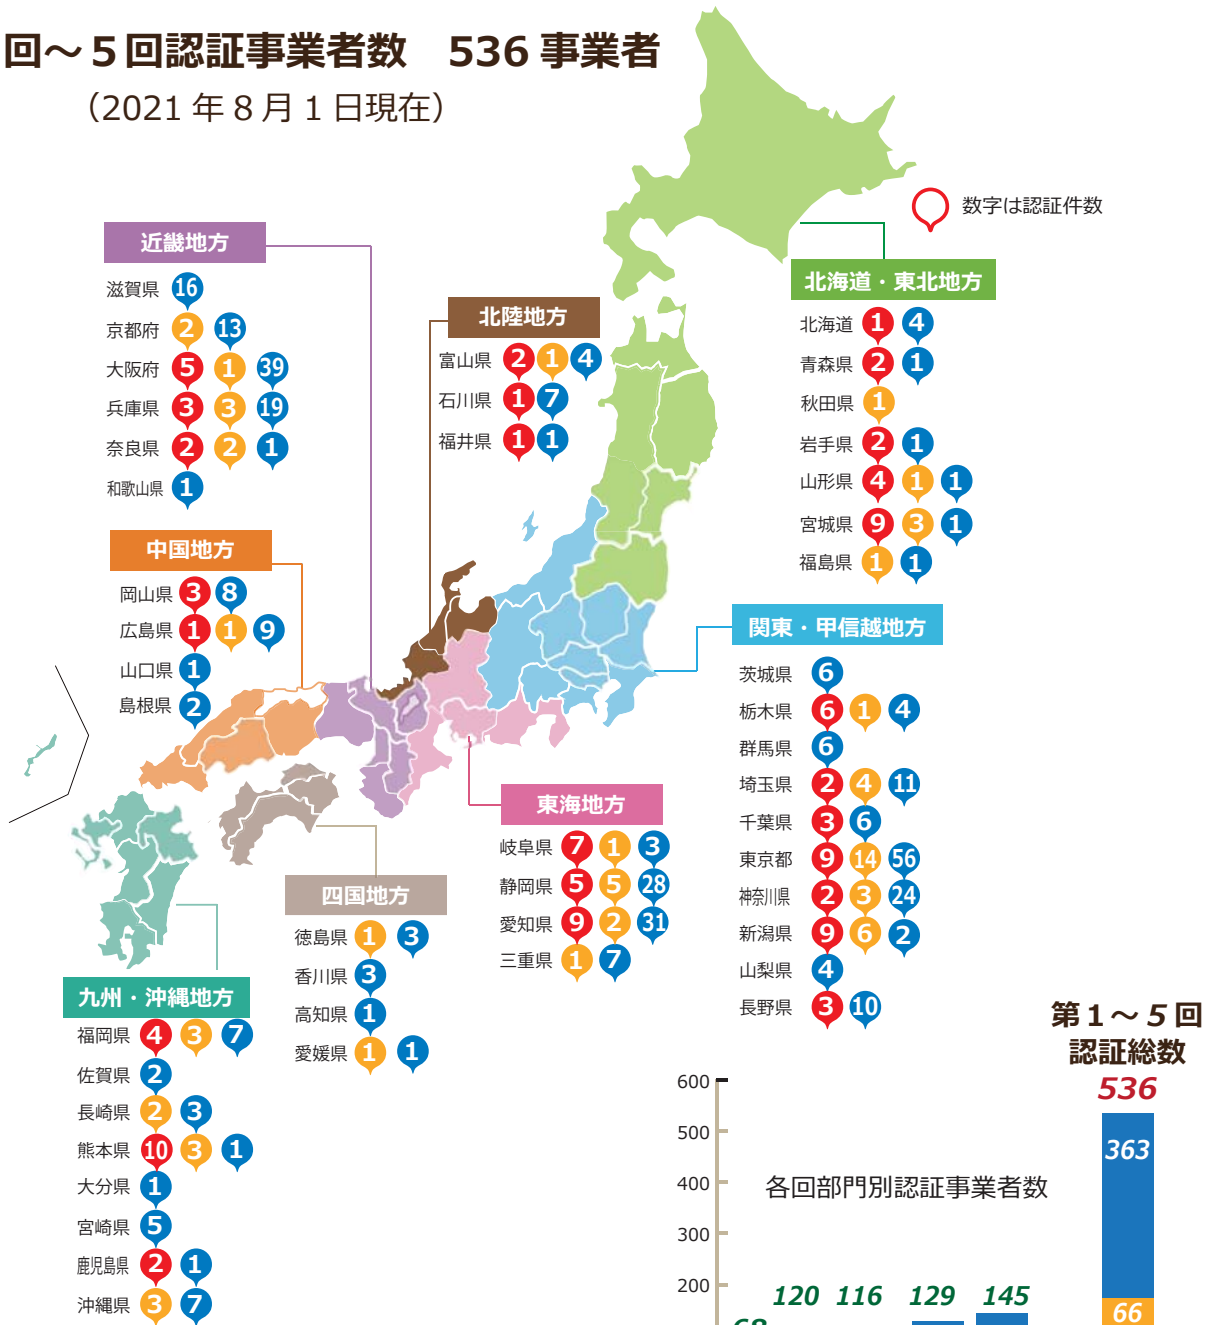 回～5回認証事業者数　536 事業者
（2021 年 8 月 1 日現在）
数字は認証件数
近畿地方
滋賀県 16
京都府 2 13
大阪府 5 1 39
兵庫県 3 3 19
奈良県 2 2 1
和歌山県 1
北陸地方
富山県 2 1 4
石川県 1 7
福井県 1 1
北海道・東北地方
北海道 1 4
青森県 2 1
秋田県 1
岩手県 2 1
山形県 4 1 1
宮城県 9 3 1
福島県 1 1
中国地方
岡山県 3 8
広島県 1 1 9
山口県 1
島根県 2
関東・甲信越地方
茨城県 6
栃木県 6 1 4
群馬県 6
埼玉県 2 4 11
千葉県 3 6
東京都 9 14 56
神奈川県 2 3 24
新潟県 9 6 2
山梨県 4
長野県 3 10
東海地方
岐阜県 7 1 3
静岡県 5 5 28
愛知県 9 2 31
三重県 1 7
四国地方
徳島県 1 3
香川県 3
高知県 1
愛媛県 1 1
九州・沖縄地方
福岡県 4 3 7
佐賀県 2
長崎県 2 3
熊本県 10 3 1
大分県 1
宮崎県 5
鹿児島県 2 1
沖縄県 3 7
第1～5回
認証総数
536
363
66
各回部門別認証事業者数
600
500
400
300
200
68 120 116 129 145